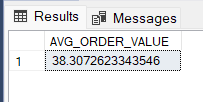 Results Messages
AVG_ORDER_VALUE
1 38.3072623343546